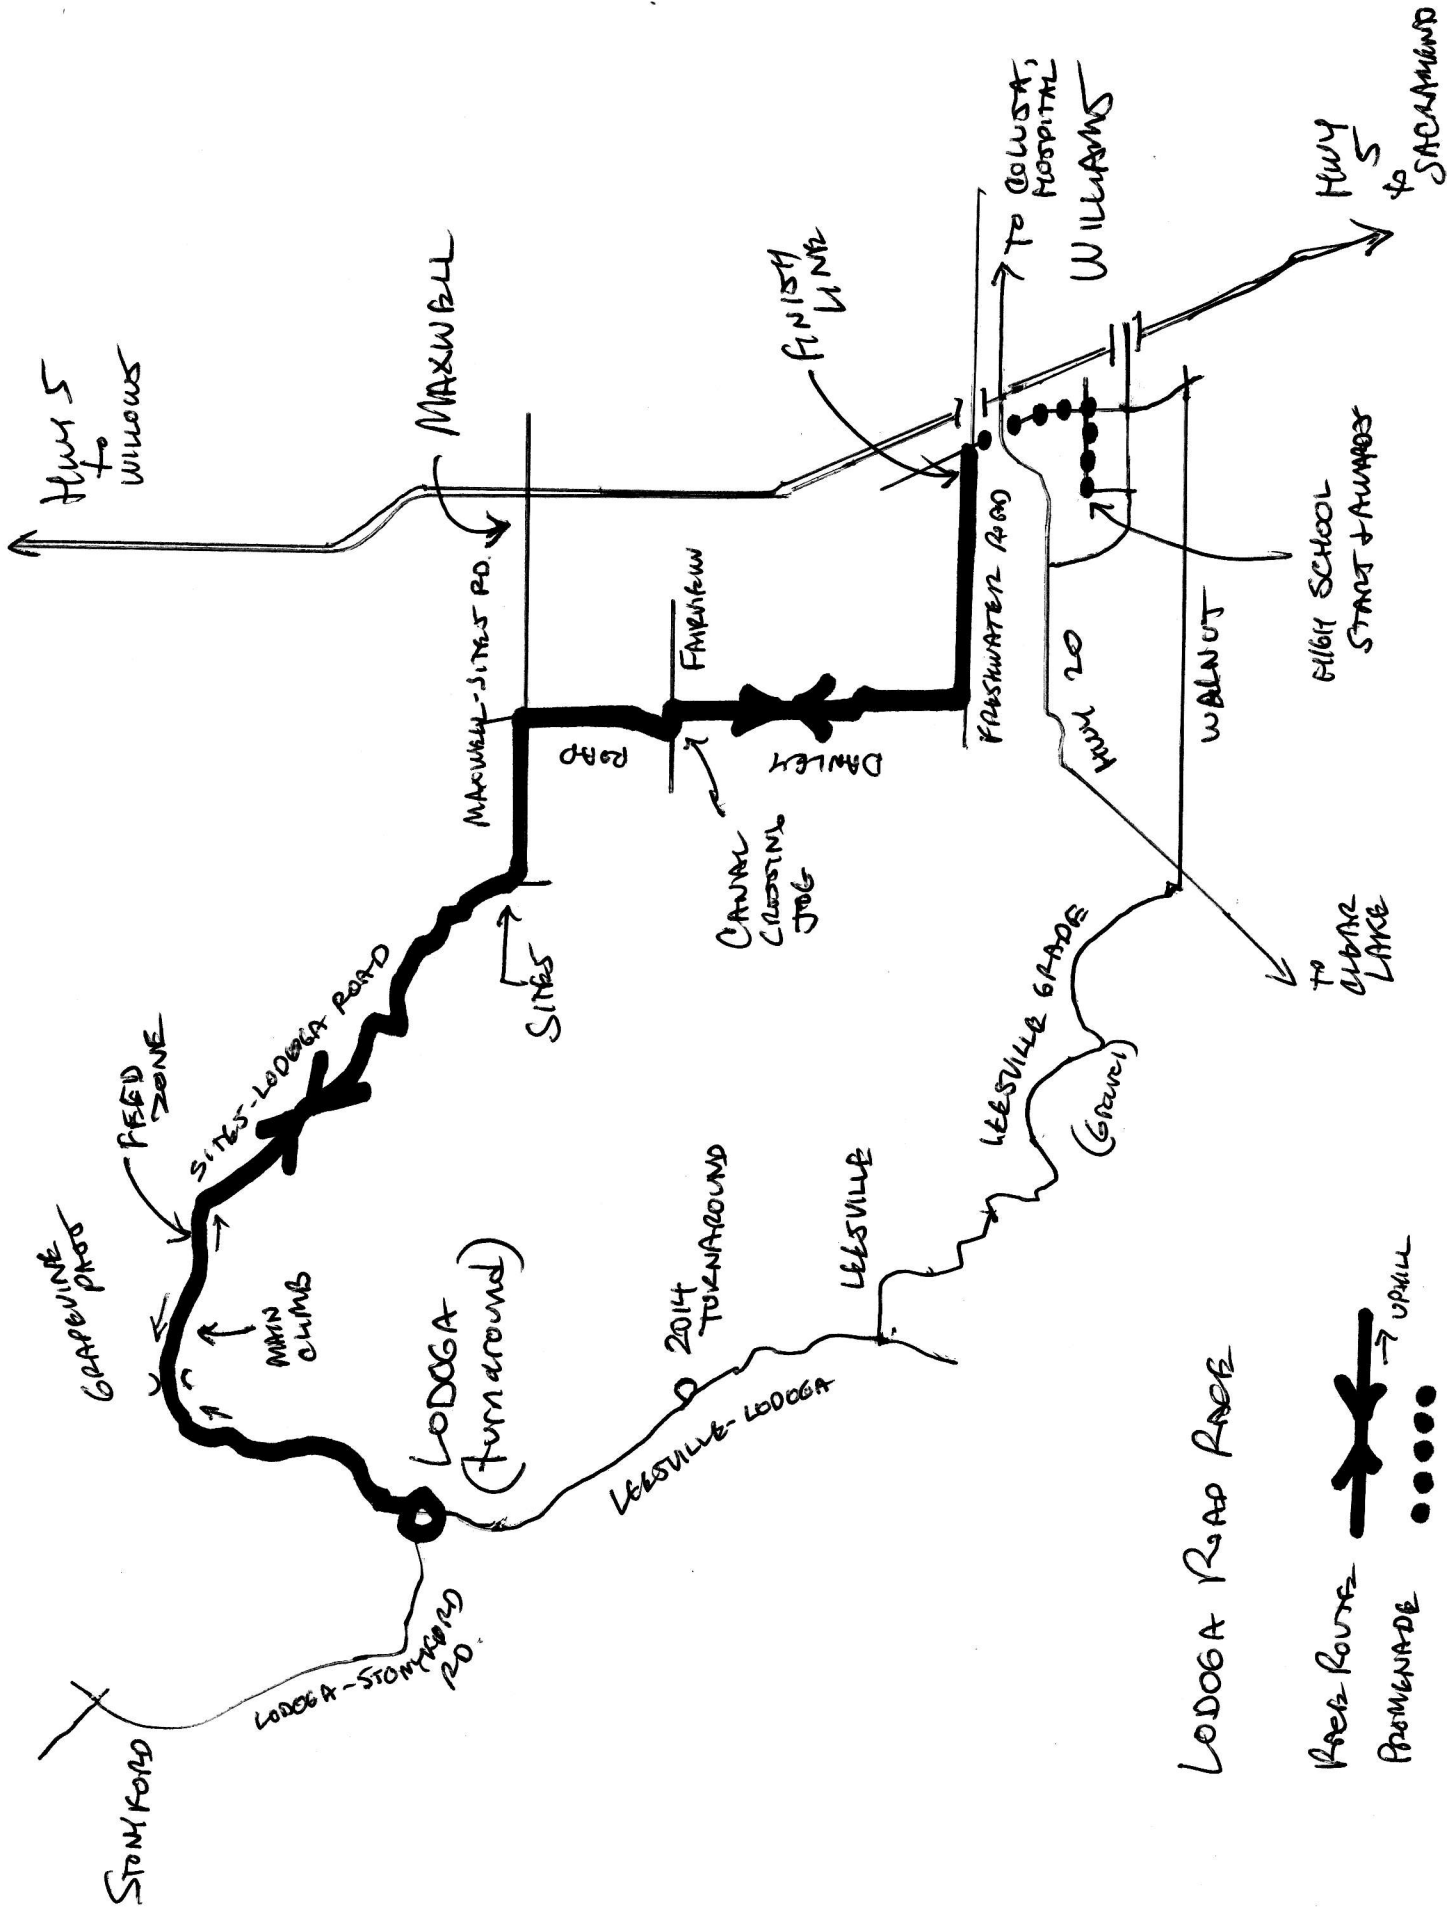 HWY 5
to
WILLOWS
MAXWELL
FINISH
LINE
TO COLUSA,
HOSPITAL
WILLIAMS
HWY
5
to
SACRAMENTO
MAXWELL-SITES RD.
FAIRVIEW
ROAD
DANLEY
FRESHWATER ROAD
HWY 20
WALNUT
HIGH SCHOOL
START & AWARDS
CANAL
CROSSING
JOG
SITES
TO
CLEAR
LAKE
SITES-LODOGA ROAD
FEED
ZONE
GRAPEVINE
PASS
MAIN
CLIMB
LODOGA
(turnaround)
2014
TURNAROUND
LEESVILLE
LEESVILLE GRADE
(Gravel)
LEESVILLE-LODOGA
LODOGA-STONYFORD
RD.
STONYFORD
LODOGA ROAD RACE
RACE ROUTE
→ UPHILL
PROMENADE